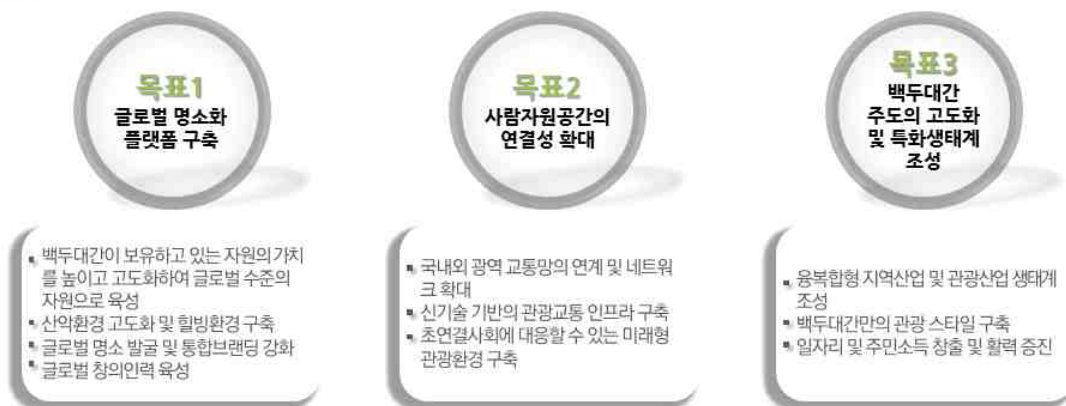 목표1
글로벌 명소화
플랫폼 구축
목표2
사람자원공간의
연결성 확대
목표3
백두대간
주도의 고도화
및 특화생태계
조성
▪ 백두대간이 보유하고 있는 자원의 가치
를 높이고 고도화하여 글로벌 수준의
자원으로 육성
▪ 산악환경 고도화 및 힐빙환경 구축
▪ 글로벌 명소 발굴 및 통합브랜딩 강화
▪ 글로벌 창의인력 육성
▪ 국내외 광역 교통망의 연계 및 네트워
크 확대
▪ 신기술 기반의 관광교통 인프라 구축
▪ 초연결사회에 대응할 수 있는 미래형
관광환경 구축
▪ 융복합형 지역산업 및 관광산업 생태계
조성
▪ 백두대간만의 관광 스타일 구축
▪ 일자리 및 주민소득 창출 및 활력 증진